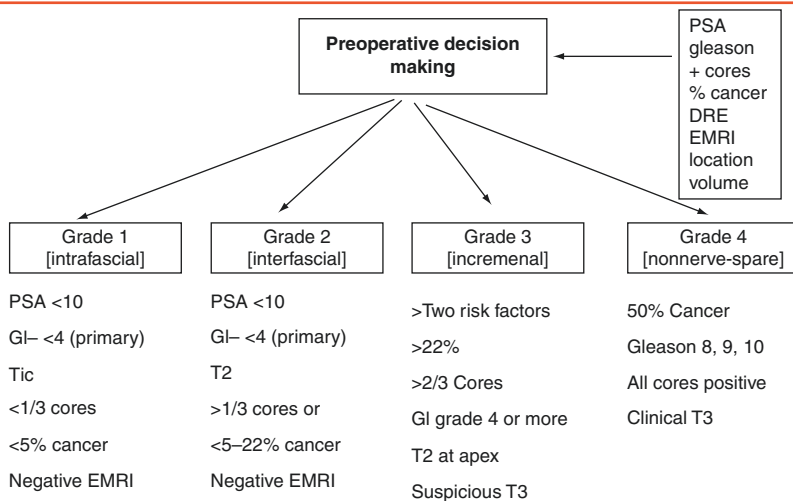 Preoperative decision
making
PSA
gleason
+ cores
% cancer
DRE
EMRI
location
volume
Grade 1
[intrafascial]
PSA <10
Gl– <4 (primary)
Tic
<1/3 cores
<5% cancer
Negative EMRI
Grade 2
[interfascial]
PSA <10
Gl– <4 (primary)
T2
>1/3 cores or
<5–22% cancer
Negative EMRI
Grade 3
[incremenal]
>Two risk factors
>22%
>2/3 Cores
Gl grade 4 or more
T2 at apex
Suspicious T3
Grade 4
[nonnerve-spare]
50% Cancer
Gleason 8, 9, 10
All cores positive
Clinical T3